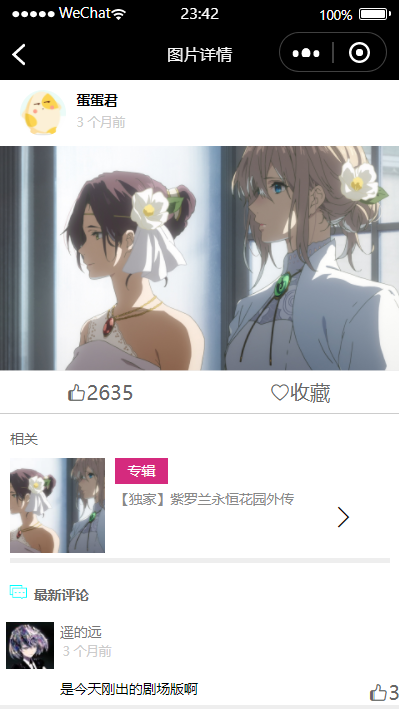 WeChat 23:42 100%
图片详情
蛋蛋君
3 个月前
2635 收藏
相关
专辑
【独家】紫罗兰永恒花园外传
最新评论
遥的远
3 个月前
是今天刚出的剧场版啊 3